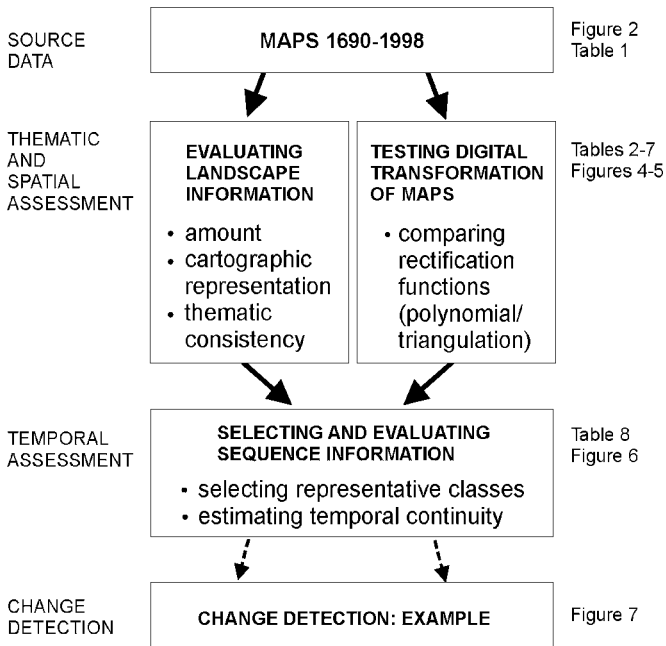 SOURCE
DATA
MAPS 1690-1998
Figure 2
Table 1
THEMATIC
AND
SPATIAL
ASSESSMENT
EVALUATING
LANDSCAPE
INFORMATION
• amount
• cartographic
representation
• thematic
consistency
TESTING DIGITAL
TRANSFORMATION
OF MAPS
• comparing
rectification
functions
(polynomial/
triangulation)
Tables 2-7
Figures 4-5
TEMPORAL
ASSESSMENT
SELECTING AND EVALUATING
SEQUENCE INFORMATION
• selecting representative classes
• estimating temporal continuity
Table 8
Figure 6
CHANGE
DETECTION
CHANGE DETECTION: EXAMPLE
Figure 7